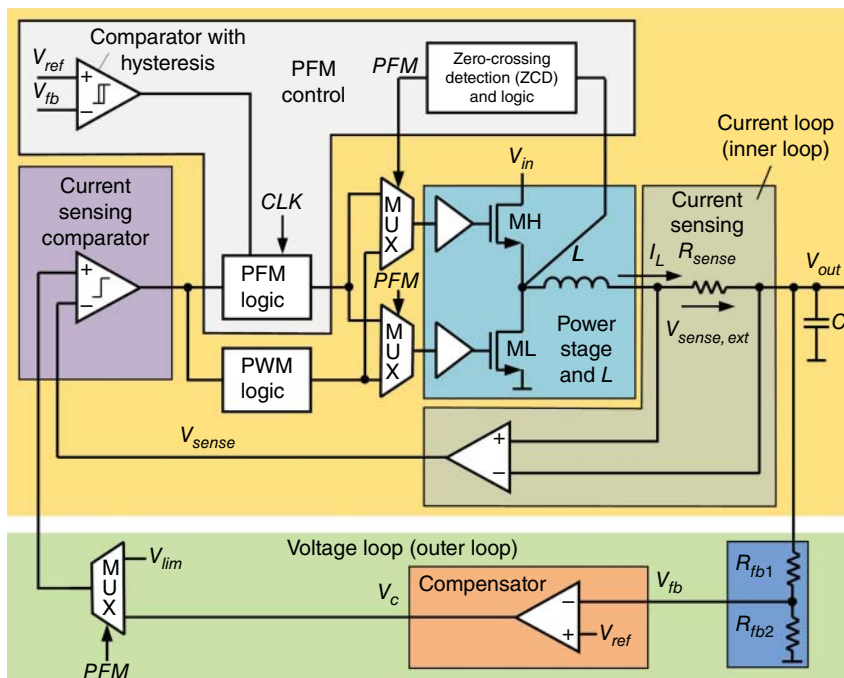 Comparator with
hysteresis
V_ref
+
V_fb
−
PFM
control
PFM
Zero-crossing
detection (ZCD)
and logic
Current loop
(inner loop)
Current
sensing
comparator
+
−
CLK
PFM
logic
PWM
logic
MUX
PFM
MUX
V_in
MH
L
ML
Power
stage
and L
Current
sensing
I_L
R_sense
V_sense, ext
V_out
C
V_sense
+
−
Voltage loop (outer loop)
MUX
V_lim
PFM
V_c
Compensator
−
+
V_ref
V_fb
R_fb1
R_fb2